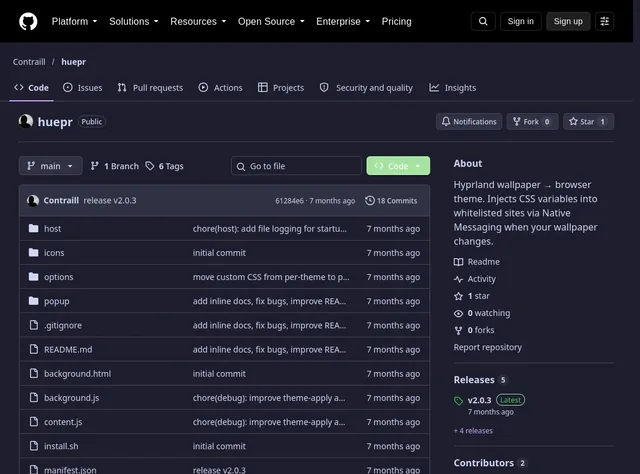 Platform Solutions Resources Open Source Enterprise Pricing Sign in Sign up
Contraill / huepr
Code Issues Pull requests Actions Projects Security and quality Insights
huepr Public Notifications Fork 0 Star 1
main 1 Branch 6 Tags Go to file Code
Contraill release v2.0.3 61284e6 · 7 months ago 18 Commits
host chore(host): add file logging for startu... 7 months ago
icons initial commit 7 months ago
options move custom CSS from per-theme to p... 7 months ago
popup add inline docs, fix bugs, improve REA... 7 months ago
.gitignore add inline docs, fix bugs, improve REA... 7 months ago
README.md add inline docs, fix bugs, improve REA... 7 months ago
background.html initial commit 7 months ago
background.js chore(debug): improve theme-apply a... 7 months ago
content.js chore(debug): improve theme-apply a... 7 months ago
install.sh initial commit 7 months ago
manifest.json release v2.0.3 7 months ago
About
Hyprland wallpaper → browser
theme. Injects CSS variables into
whitelisted sites via Native
Messaging when your wallpaper
changes.
Readme
Activity
1 star
0 watching
0 forks
Report repository
Releases 5
v2.0.3 Latest
7 months ago
+ 4 releases
Contributors 2